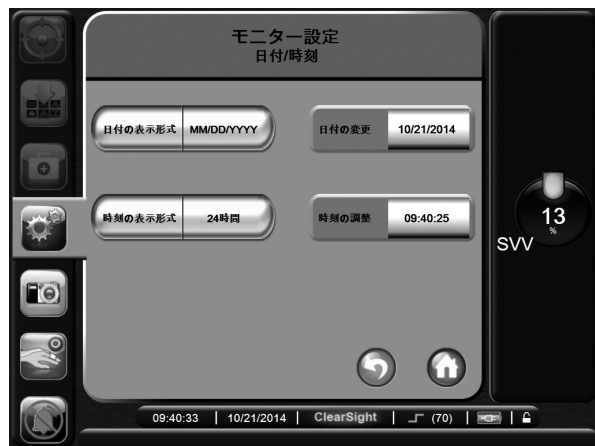 モニター設定
日付/時刻
日付の表示形式 MM/DD/YYYY 日付の変更 10/21/2014
時刻の表示形式 24時間 時刻の調整 09:40:25
13
%
SVV
09:40:33 | 10/21/2014 | ClearSight | (70) |